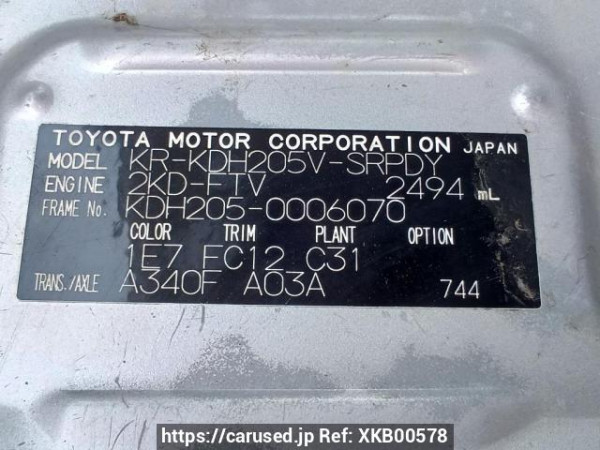 TOYOTA MOTOR CORPORATION JAPAN
MODEL KR-KDH205V-SRPDY
ENGINE 2KD-FTV 2494 mL
FRAME No. KDH205-0006070
COLOR TRIM PLANT OPTION
1E7 FC12 C31
TRANS./AXLE A340F A03A 744
https://carused.jp Ref: XKB00578